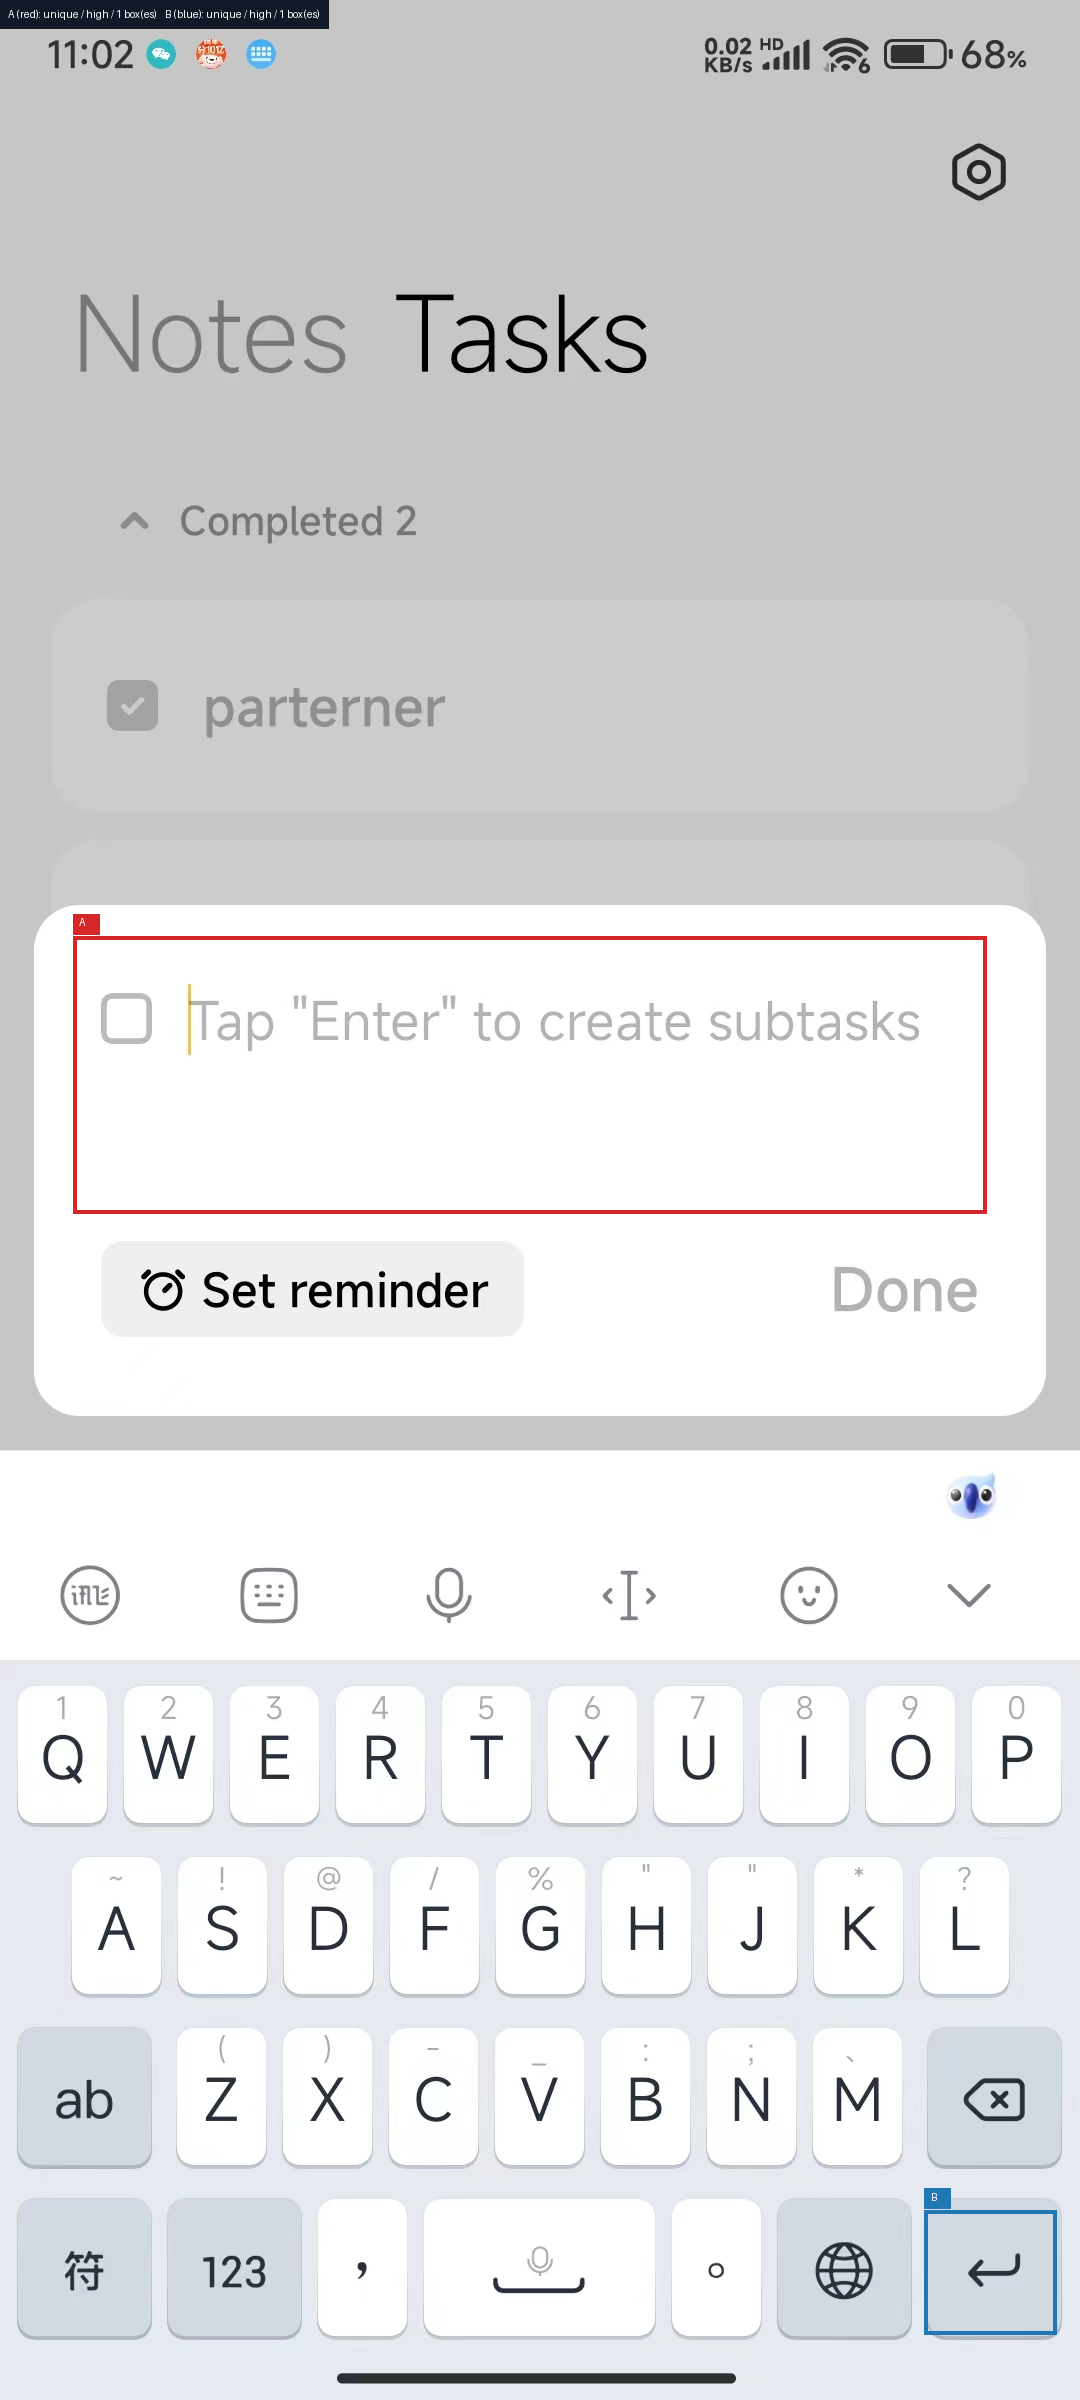 A (red): unique / high / 1 box(es) B (blue): unique / high / 1 box(es)
11:02 0.02 KB/s HD 6 68%
Notes Tasks
Completed 2
parterner
A
Tap "Enter" to create subtasks
Set reminder Done
1 2 3 4 5 6 7 8 9 0
Q W E R T Y U I O P
~ ! @ / % " " * ?
A S D F G H J K L
( ) - _ : ; 、
ab Z X C V B N M
B
符 123 , 。